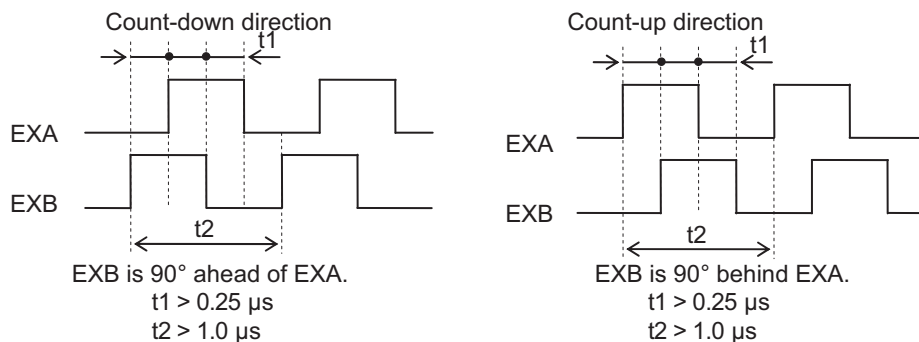 Count-down direction
t1
EXA
EXB
t2
EXB is 90° ahead of EXA.
t1 > 0.25 µs
t2 > 1.0 µs
Count-up direction
t1
EXA
EXB
t2
EXB is 90° behind EXA.
t1 > 0.25 µs
t2 > 1.0 µs